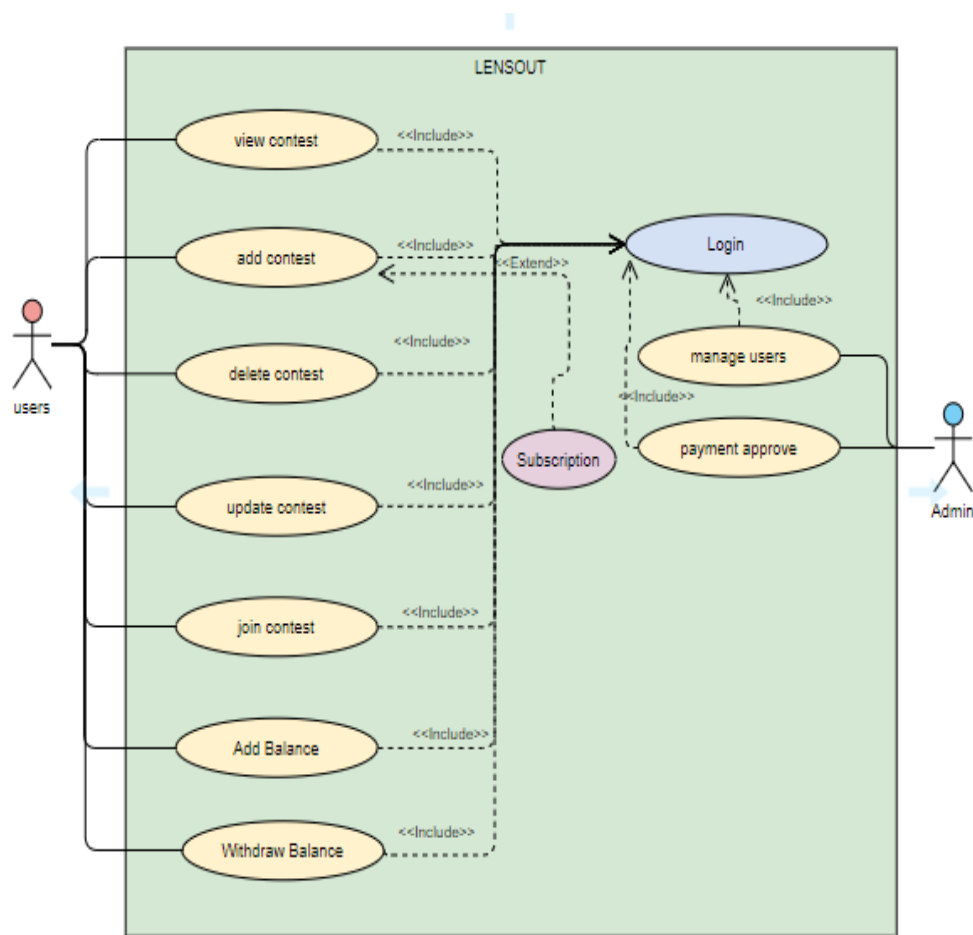 LENSOUT
view contest
<<Include>>
add contest
<<Include>>
Login
<<Extend>>
<<Include>>
users
delete contest
<<Include>>
manage users
<<Include>>
Subscription
payment approve
Admin
update contest
<<Include>>
join contest
<<Include>>
Add Balance
<<Include>>
Withdraw Balance
<<Include>>